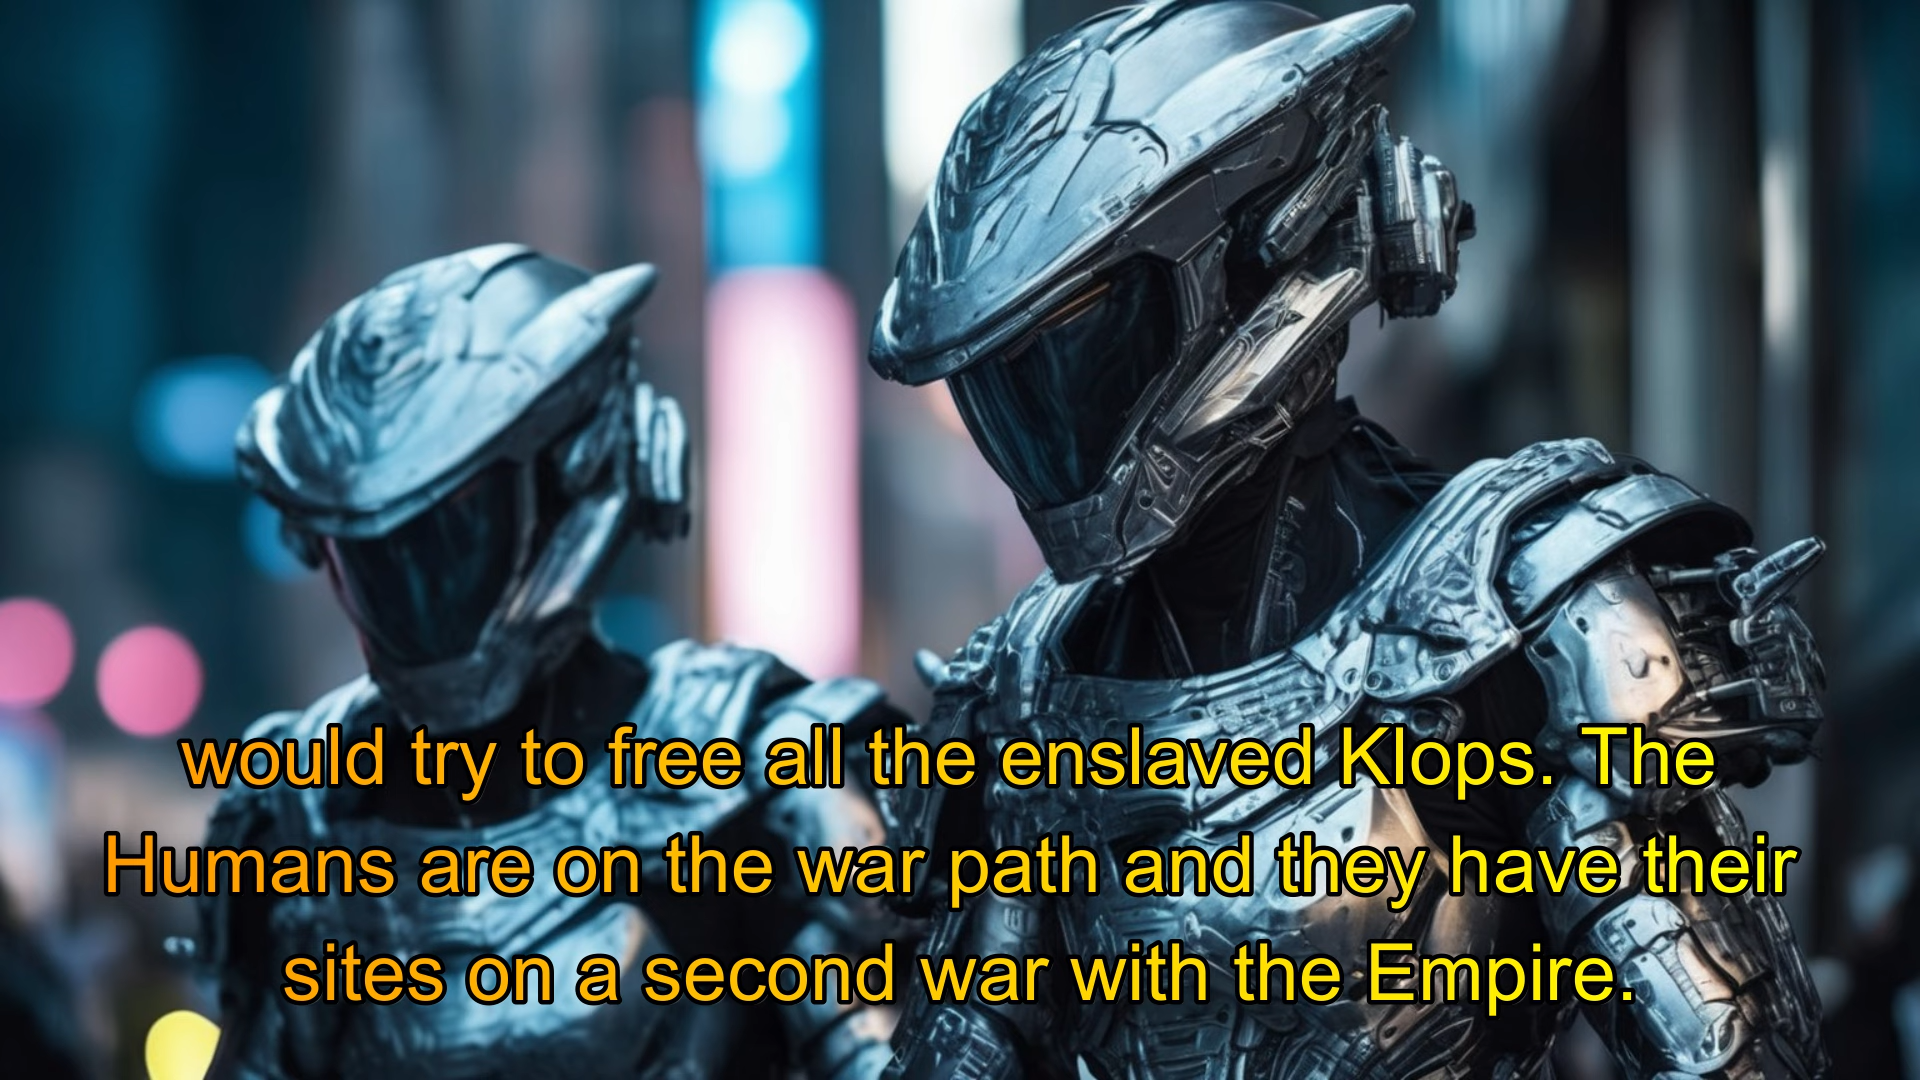 would try to free all the enslaved Klops. The
Humans are on the war path and they have their
sites on a second war with the Empire.